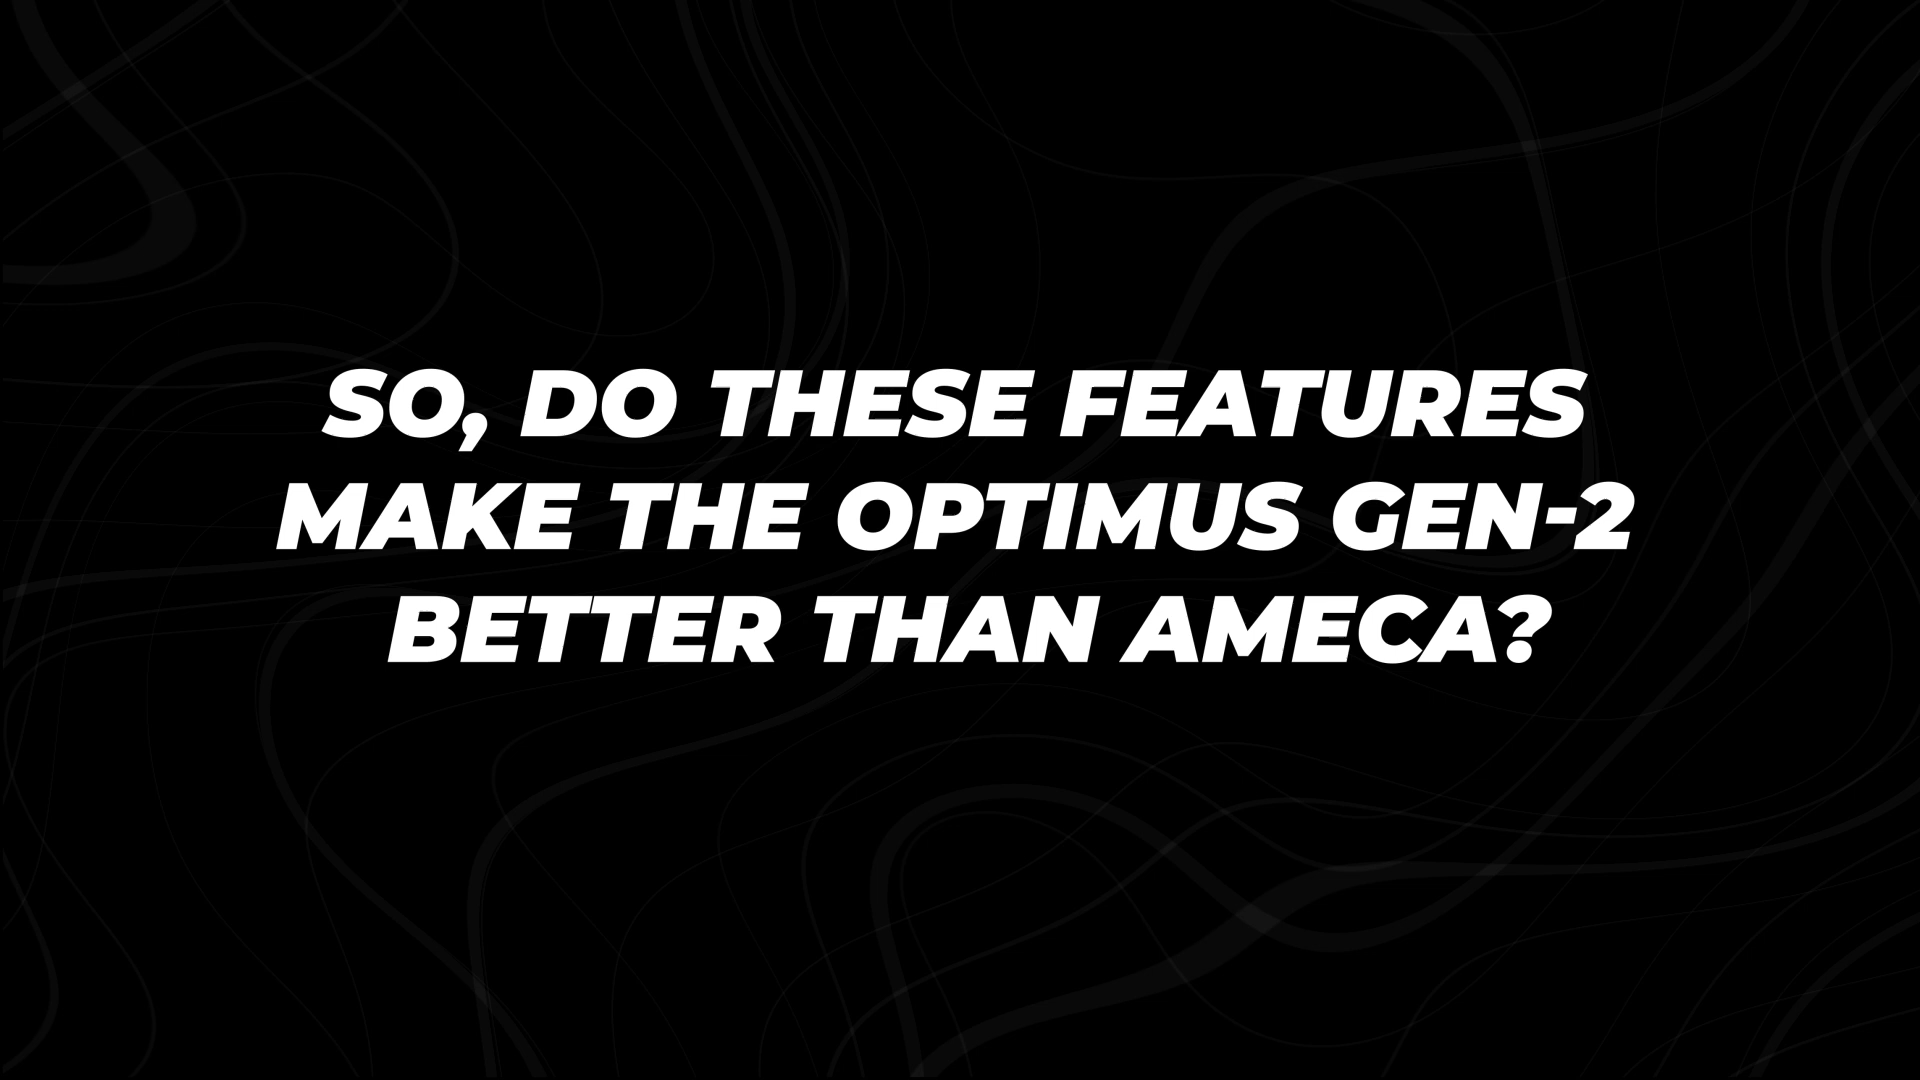 SO, DO THESE FEATURES
MAKE THE OPTIMUS GEN-2
BETTER THAN AMECA?